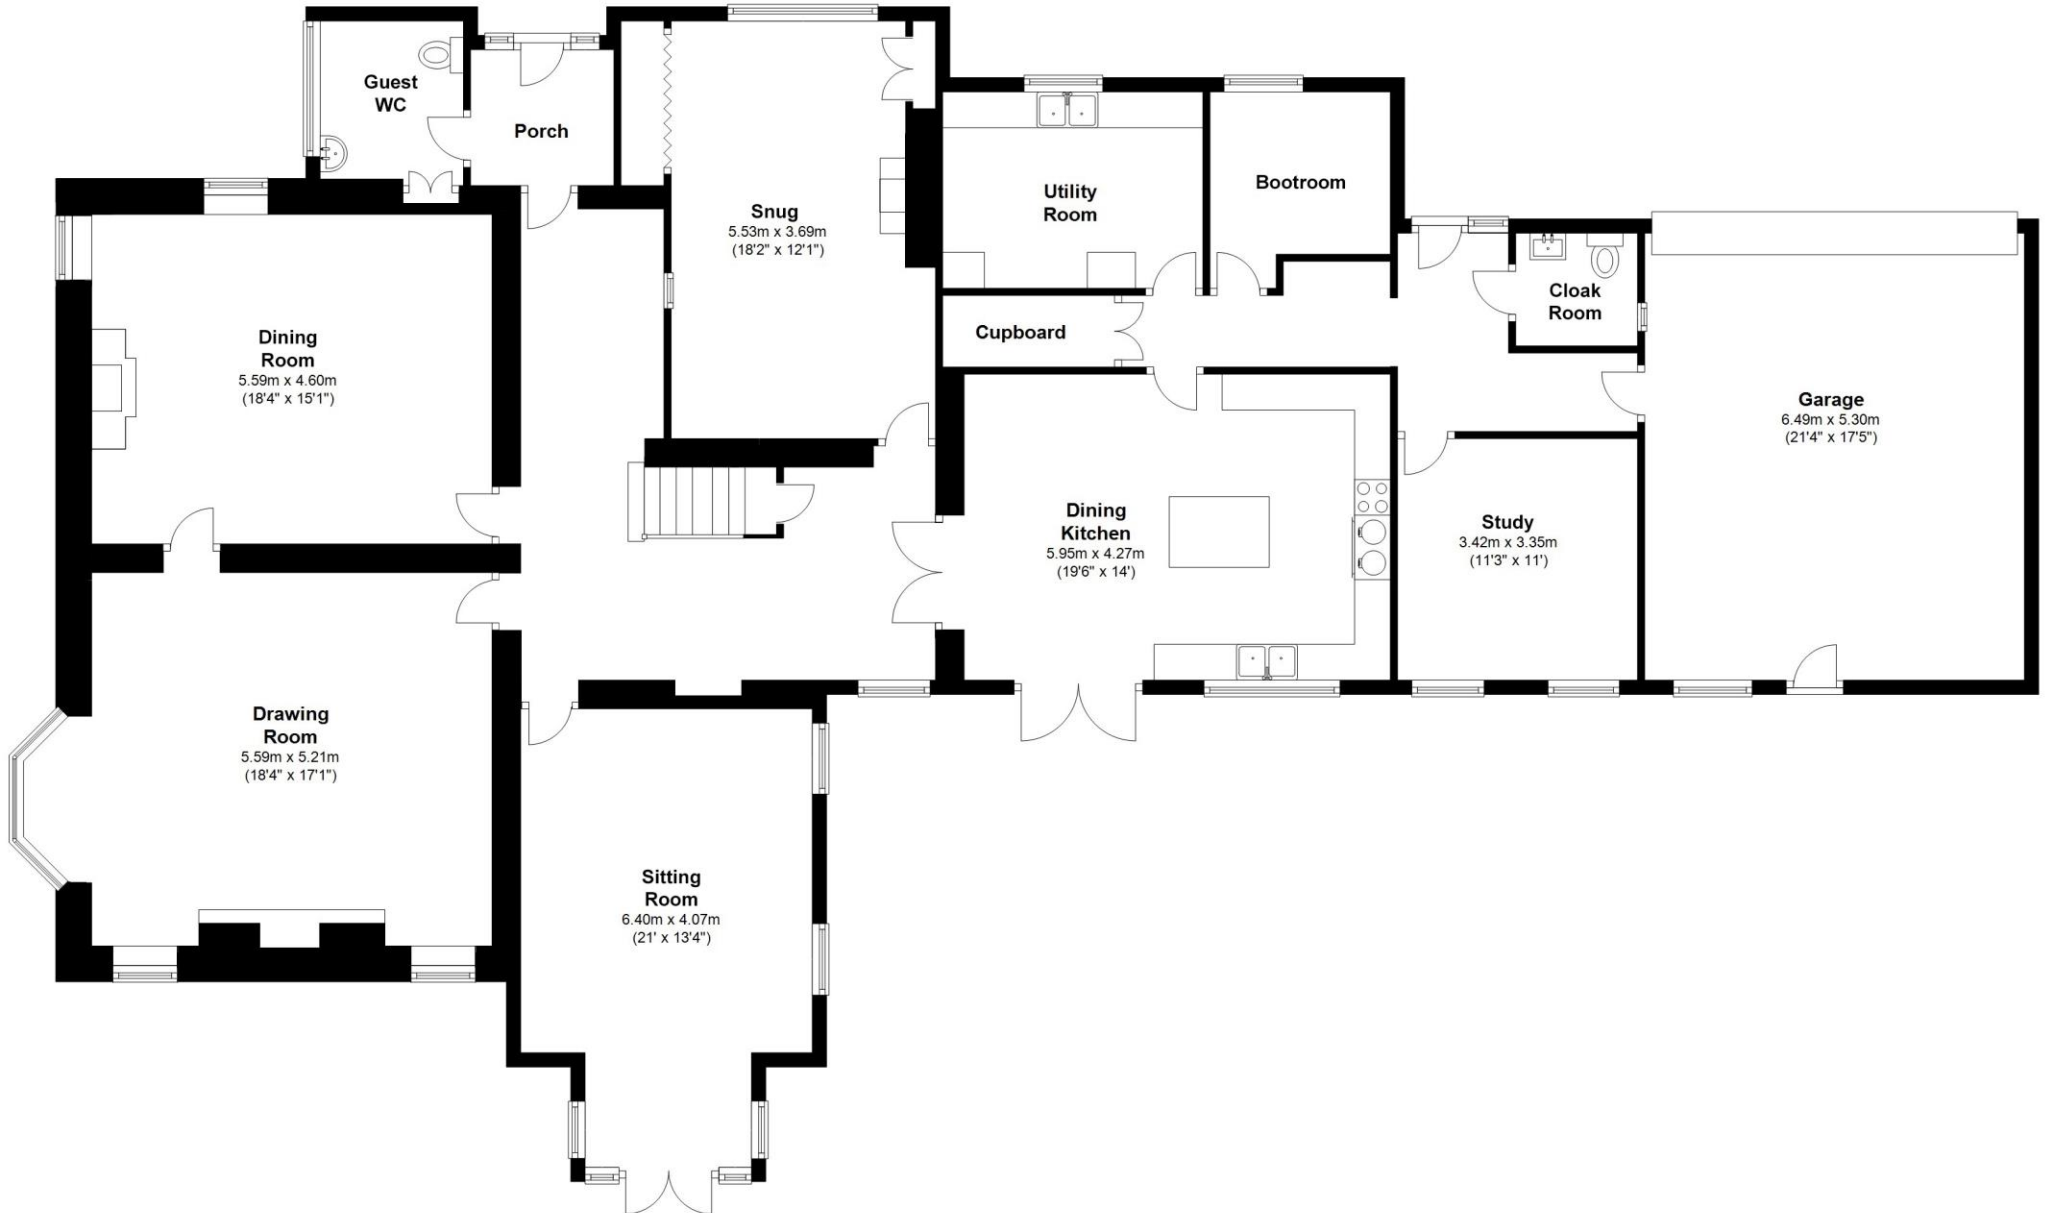 Guest
WC
Porch
Snug
5.53m x 3.69m
(18'2" x 12'1")
Utility
Room
Bootroom
Cloak
Room
Cupboard
Dining
Room
5.59m x 4.60m
(18'4" x 15'1")
Garage
6.49m x 5.30m
(21'4" x 17'5")
Dining
Kitchen
5.95m x 4.27m
(19'6" x 14')
Study
3.42m x 3.35m
(11'3" x 11')
Drawing
Room
5.59m x 5.21m
(18'4" x 17'1")
Sitting
Room
6.40m x 4.07m
(21' x 13'4")